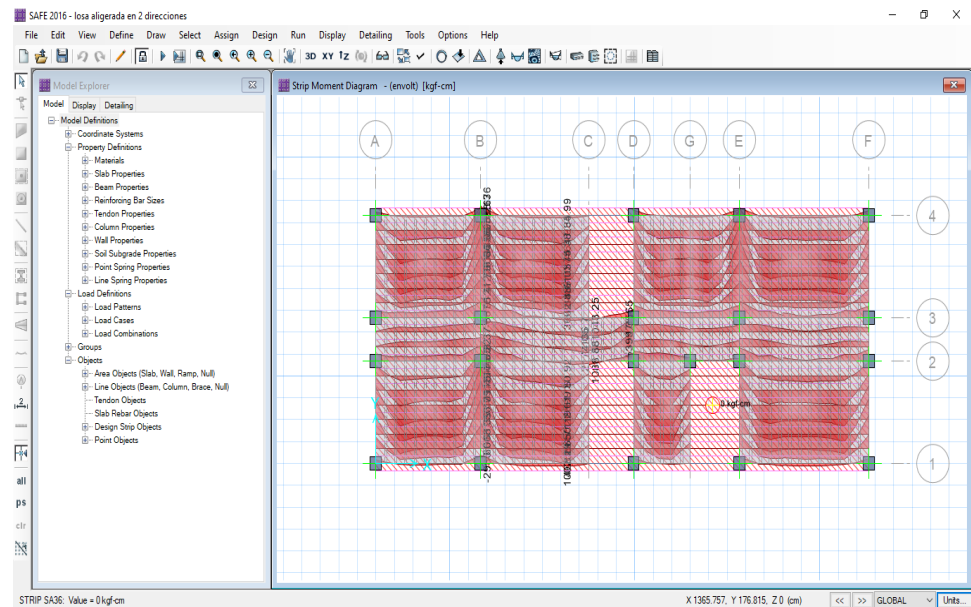 SAFE 2016 - losa aligerada en 2 direcciones
File Edit View Define Draw Select Assign Design Run Display Detailing Tools Options Help
3D XY ↑z
Model Explorer
Model Display Detailing
Model Definitions
Coordinate Systems
Property Definitions
Materials
Slab Properties
Beam Properties
Reinforcing Bar Sizes
Tendon Properties
Column Properties
Wall Properties
Soil Subgrade Properties
Point Spring Properties
Line Spring Properties
Load Definitions
Load Patterns
Load Cases
Load Combinations
Groups
Objects
Area Objects (Slab, Wall, Ramp, Null)
Line Objects (Beam, Column, Brace, Null)
Tendon Objects
Slab Rebar Objects
Design Strip Objects
Point Objects
all
ps
clr
Strip Moment Diagram - (envolt) [kgf-cm]
A B C D G E F
4
3
2
0 kgf-cm
1
STRIP SA36: Value = 0 kgf-cm
X 1365.757, Y 176.815, Z 0 (cm)
<< >> GLOBAL Units...